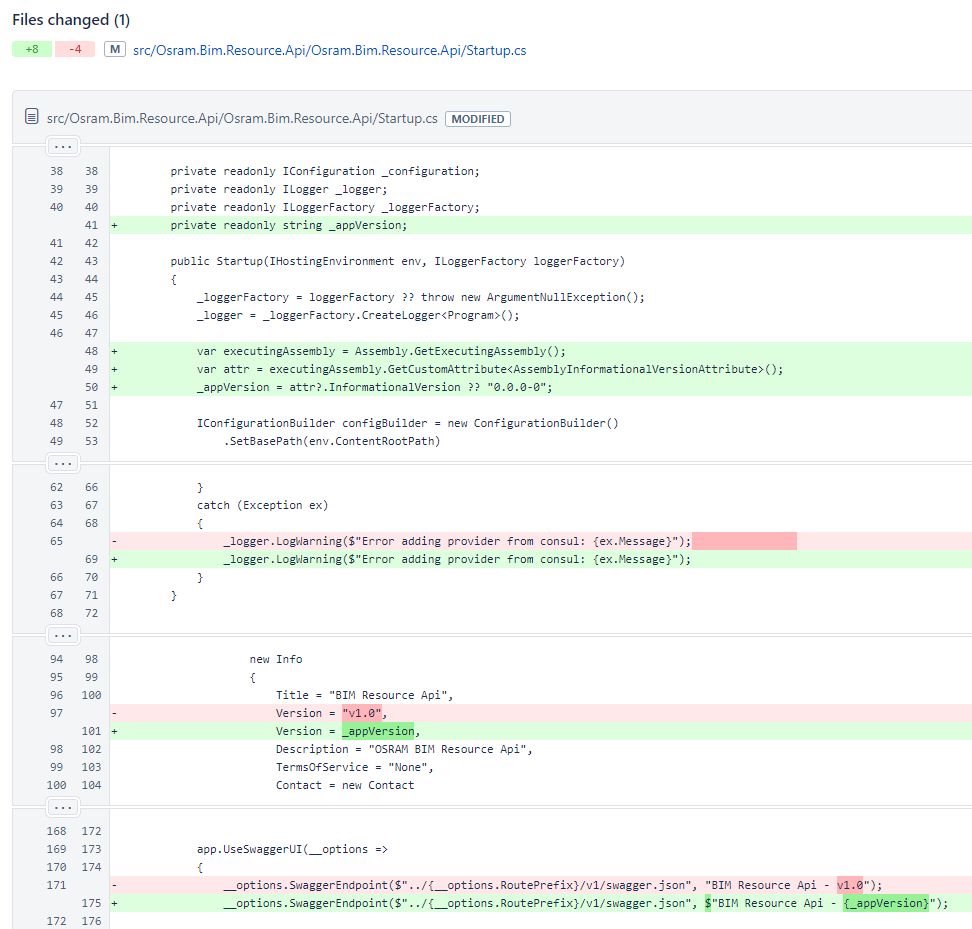 Files changed (1)
+8 -4 M src/Osram.Bim.Resource.Api/Osram.Bim.Resource.Api/Startup.cs
src/Osram.Bim.Resource.Api/Osram.Bim.Resource.Api/Startup.cs MODIFIED
...
38 38 private readonly IConfiguration _configuration;
39 39 private readonly ILogger _logger;
40 40 private readonly ILoggerFactory _loggerFactory;
41 + private readonly string _appVersion;
41 42
42 43 public Startup(IHostingEnvironment env, ILoggerFactory loggerFactory)
43 44 {
44 45 _loggerFactory = loggerFactory ?? throw new ArgumentNullException();
45 46 _logger = _loggerFactory.CreateLogger<Program>();
46 47
48 + var executingAssembly = Assembly.GetExecutingAssembly();
49 + var attr = executingAssembly.GetCustomAttribute<AssemblyInformationalVersionAttribute>();
50 + _appVersion = attr?.InformationalVersion ?? "0.0.0-0";
47 51
48 52 IConfigurationBuilder configBuilder = new ConfigurationBuilder()
49 53 .SetBasePath(env.ContentRootPath)
...
62 66 }
63 67 catch (Exception ex)
64 68 {
65 - _logger.LogWarning($"Error adding provider from consul: {ex.Message}");
69 + _logger.LogWarning($"Error adding provider from consul: {ex.Message}");
66 70 }
67 71 }
68 72
...
94 98 new Info
95 99 {
96 100 Title = "BIM Resource Api",
97 - Version = "v1.0",
101 + Version = _appVersion,
98 102 Description = "OSRAM BIM Resource Api",
99 103 TermsOfService = "None",
100 104 Contact = new Contact
...
168 172
169 173 app.UseSwaggerUI(__options =>
170 174 {
171 - __options.SwaggerEndpoint($"../{__options.RoutePrefix}/v1/swagger.json", "BIM Resource Api - v1.0");
175 + __options.SwaggerEndpoint($"../{__options.RoutePrefix}/v1/swagger.json", $"BIM Resource Api - {_appVersion}");
172 176